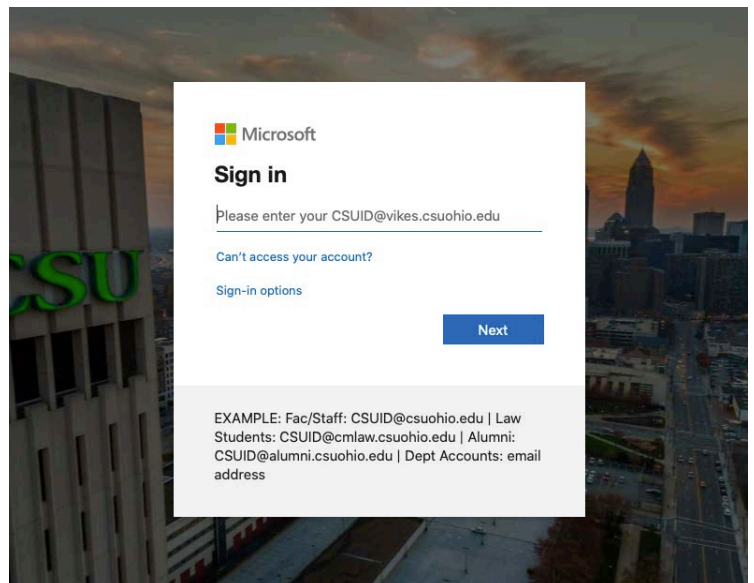 Microsoft
Sign in
Please enter your CSUID@vikes.csuohio.edu
Can't access your account?
Sign-in options
Next
CSU
EXAMPLE: Fac/Staff: CSUID@csuohio.edu | Law
Students: CSUID@cmlaw.csuohio.edu | Alumni:
CSUID@alumni.csuohio.edu | Dept Accounts: email
address